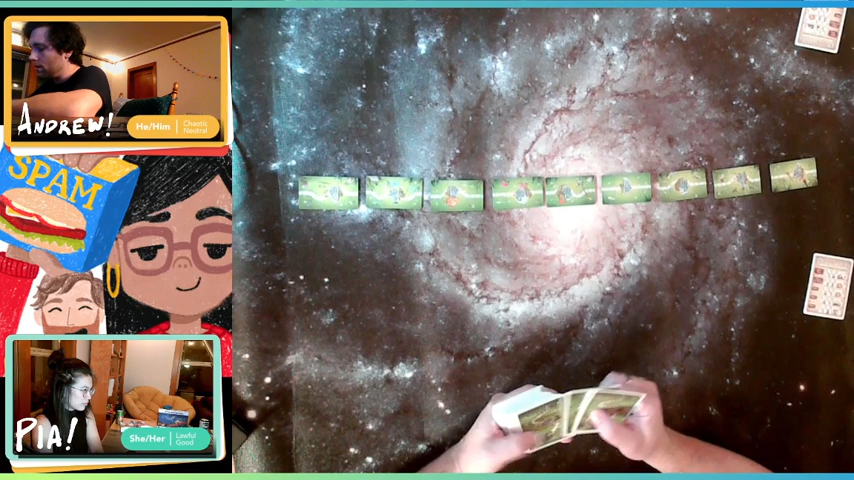 ANDREW!
He/Him
Chaotic
Neutral
SPAM
PIA!
She/Her
Lawful
Good